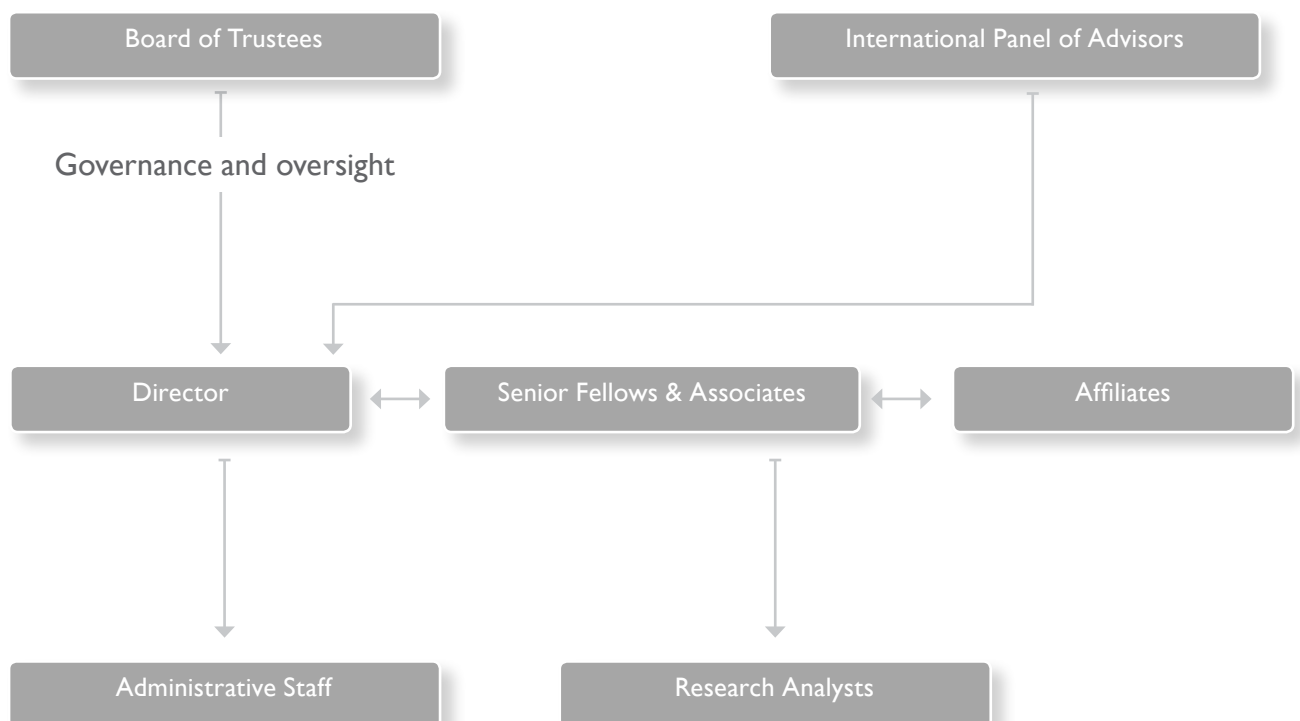 Board of Trustees
International Panel of Advisors
Governance and oversight
Director
Senior Fellows & Associates
Affiliates
Administrative Staff
Research Analysts